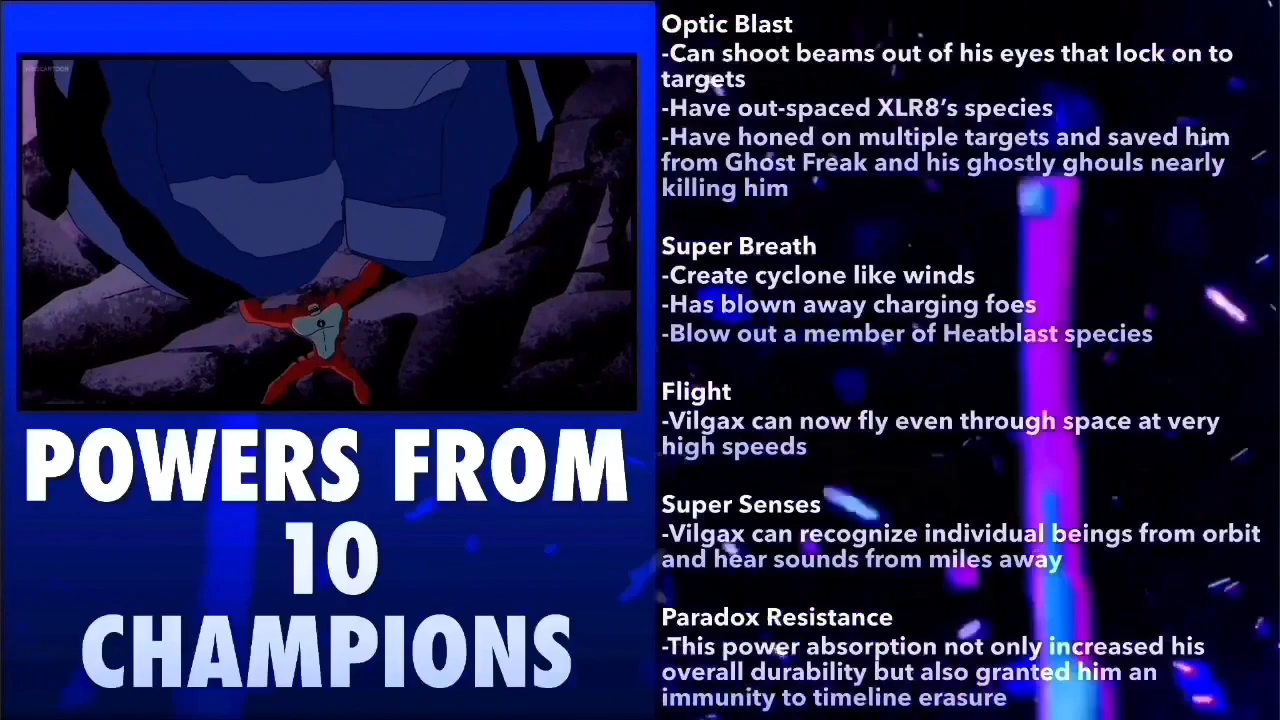 POWERS FROM
10
CHAMPIONS
Optic Blast
-Can shoot beams out of his eyes that lock on to
targets
-Have out-spaced XLR8’s species
-Have honed on multiple targets and saved him
from Ghost Freak and his ghostly ghouls nearly
killing him
Super Breath
-Create cyclone like winds
-Has blown away charging foes
-Blow out a member of Heatblast species
Flight
-Vilgax can now fly even through space at very
high speeds
Super Senses
-Vilgax can recognize individual beings from orbit
and hear sounds from miles away
Paradox Resistance
-This power absorption not only increased his
overall durability but also granted him an
immunity to timeline erasure